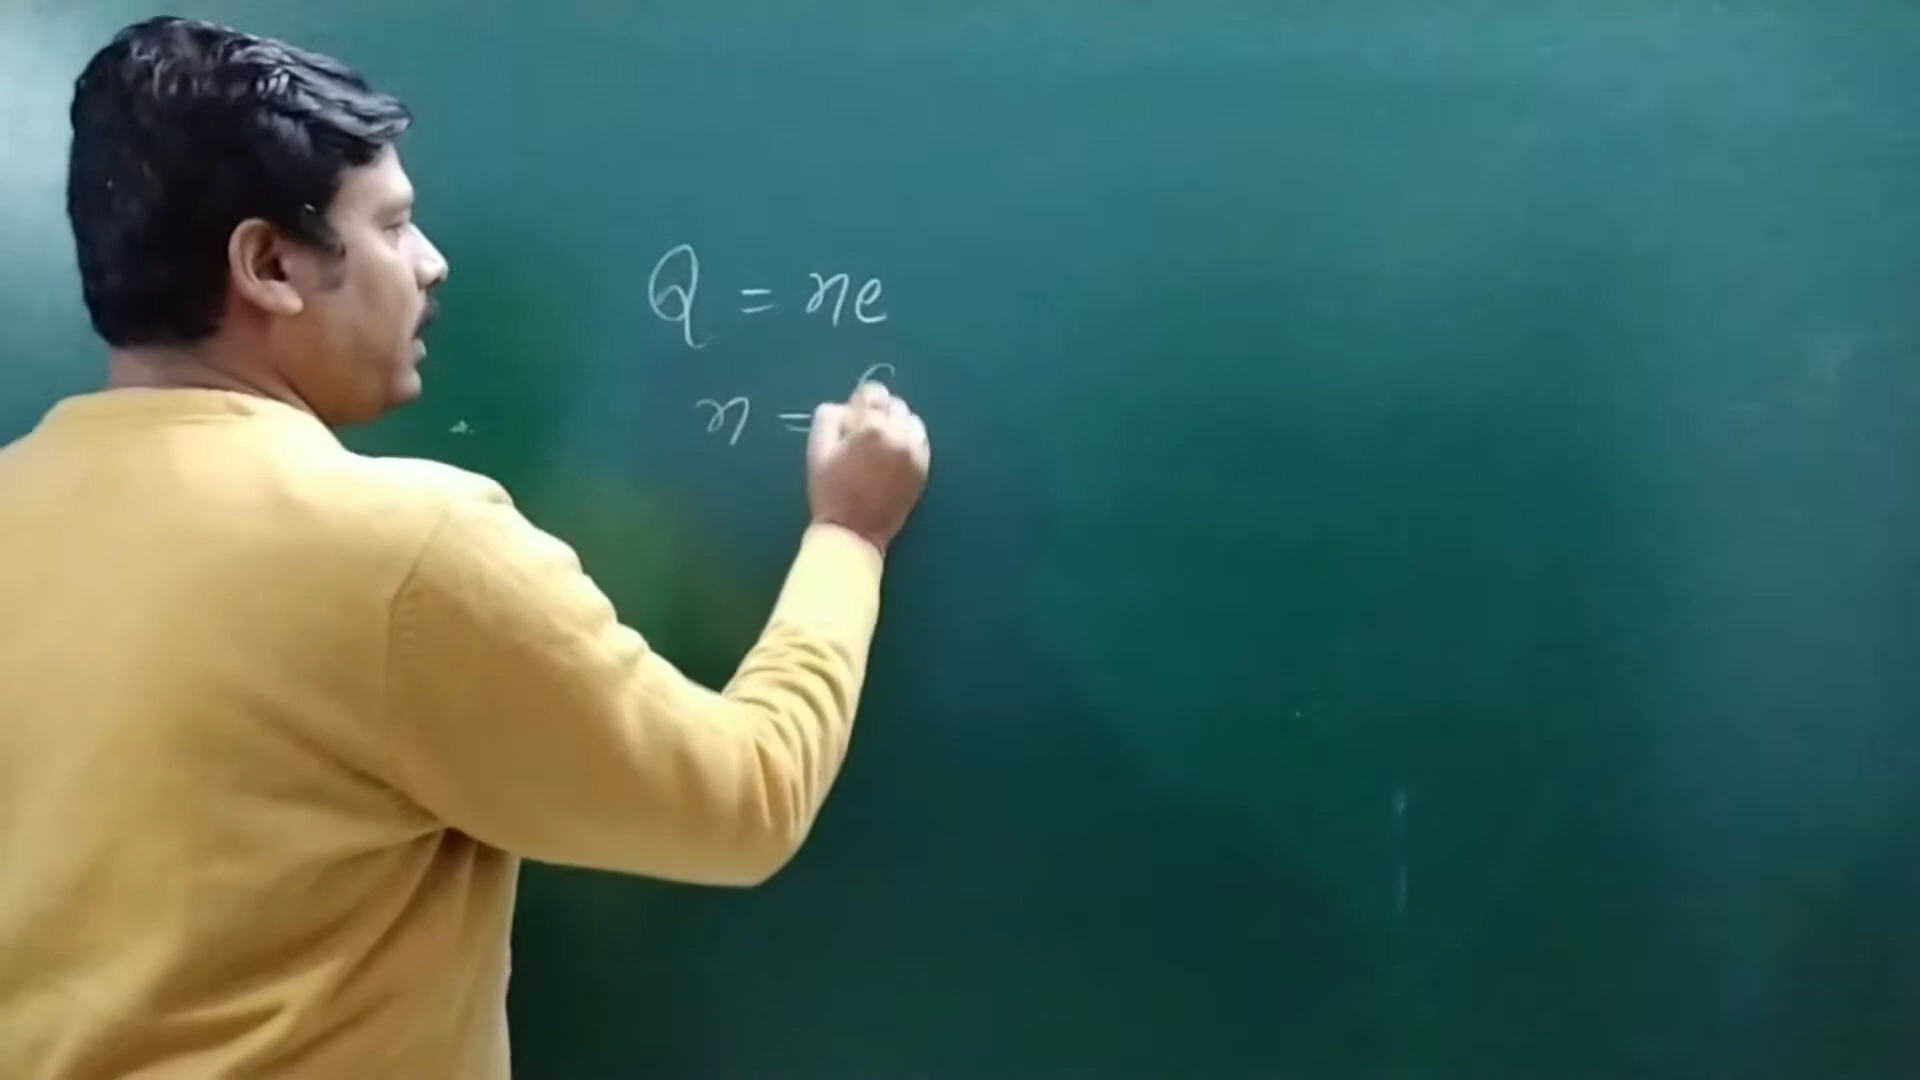 Q = ne
n =